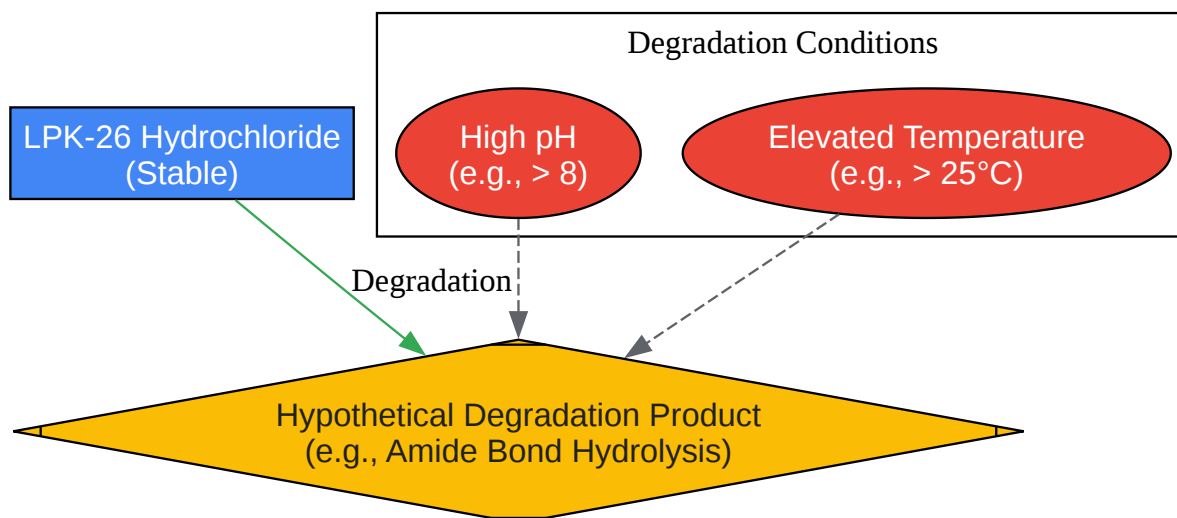 Degradation Conditions
LPK-26 Hydrochloride
(Stable)
High pH
(e.g., > 8)
Elevated Temperature
(e.g., > 25°C)
Degradation
Hypothetical Degradation Product
(e.g., Amide Bond Hydrolysis)